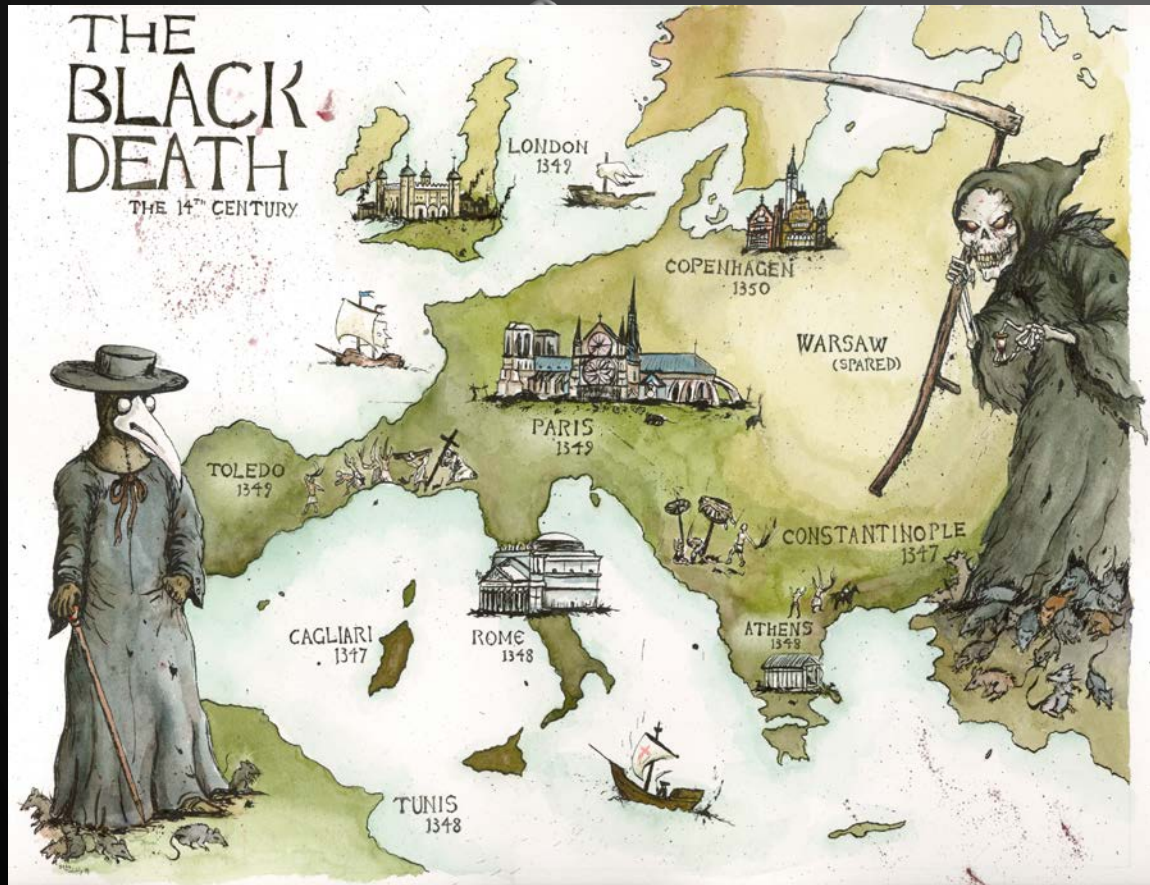 THE
BLACK
DEATH
THE 14TH CENTURY
LONDON
1349
COPENHAGEN
1350
WARSAW
(SPARED)
PARIS
1349
TOLEDO
1349
CONSTANTINOPLE
1347
CAGLIARI
1347
ROME
1348
ATHENS
1348
TUNIS
1348